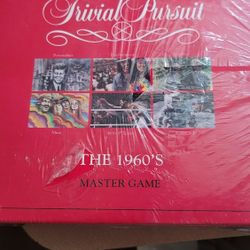 Trivial Pursuit
THE 1960'S
MASTER GAME